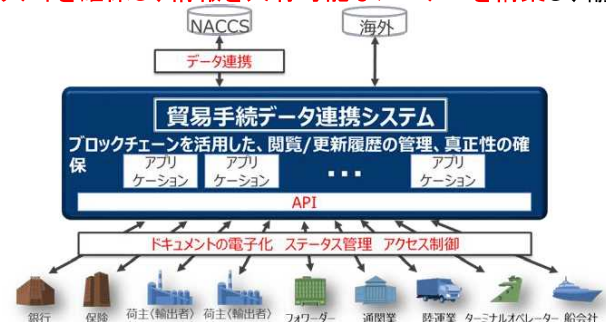 NACCS
海外
データ連携
貿易手続データ連携システム
ブロックチェーンを活用した、閲覧/更新履歴の管理、真正性の確
保
アプリ
ケーション
アプリ
ケーション
・・・
アプリ
ケーション
API
ドキュメントの電子化 ステータス管理 アクセス制御
銀行 保険 荷主(輸出者) 荷主(輸出者) フォワーダー 通関業 陸運業 ターミナルオペレーター 船会社